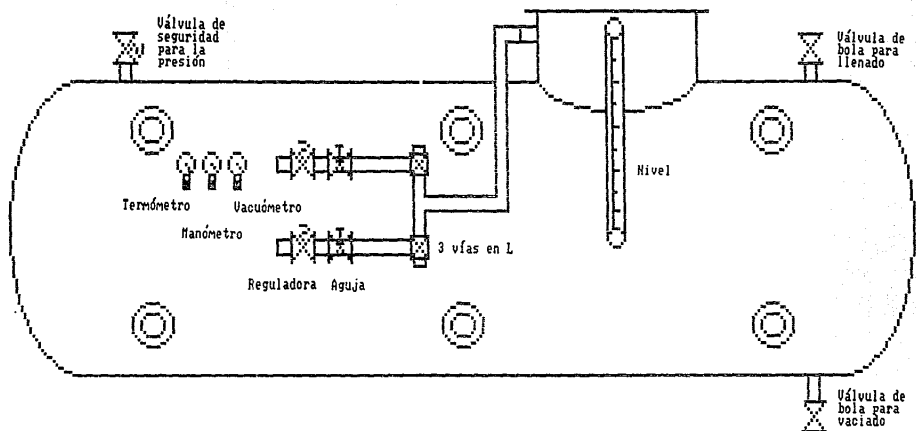 Válvula de
seguridad
para la
presión
Válvula de
bola para
llenado
Nivel
Termómetro
Vacuómetro
Manómetro
3 vías en L
Reguladora
Aguja
Válvula de
bola para
vaciado